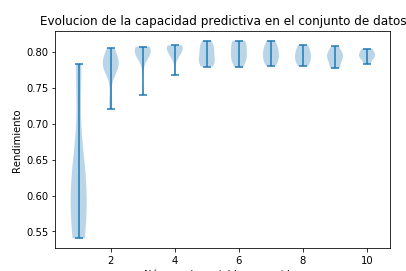 Evolucion de la capacidad predictiva en el conjunto de datos
0.80
0.75
0.70
0.65
0.60
0.55
Rendimiento
2 4 6 8 10